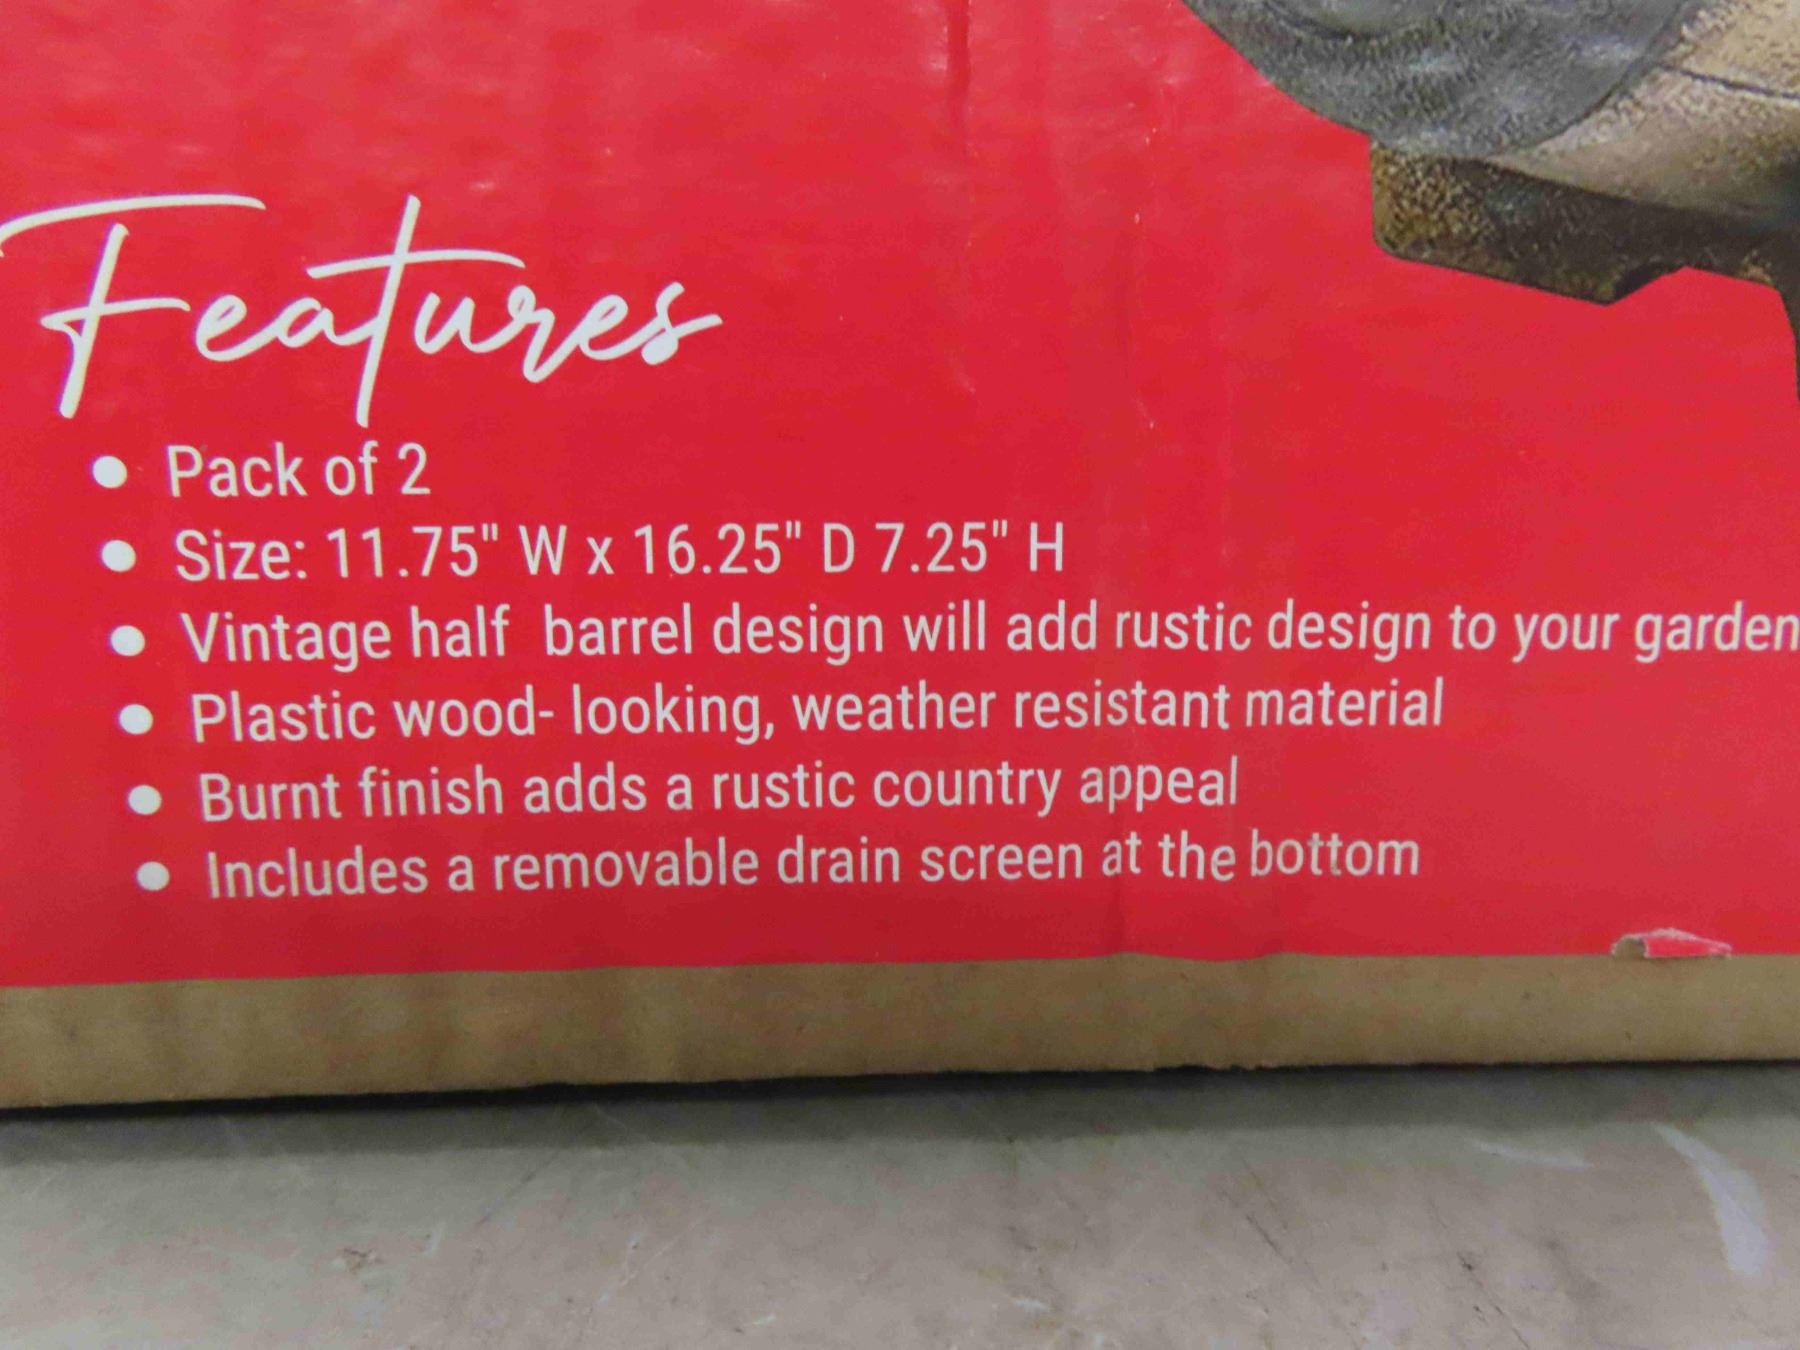 Features
• Pack of 2
• Size: 11.75" W x 16.25" D 7.25" H
• Vintage half barrel design will add rustic design to your garden
• Plastic wood- looking, weather resistant material
• Burnt finish adds a rustic country appeal
• Includes a removable drain screen at the bottom